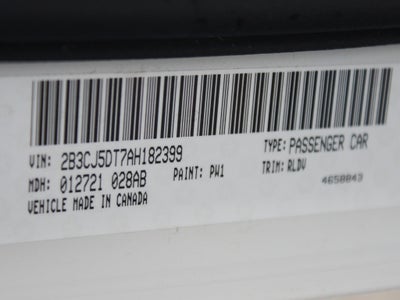 VIN: 2B3CJ5DT7AH182399 TYPE: PASSENGER CAR
MDH: 012721 028AB PAINT: PW1 TRIM: RLDV
VEHICLE MADE IN CANADA 4658843